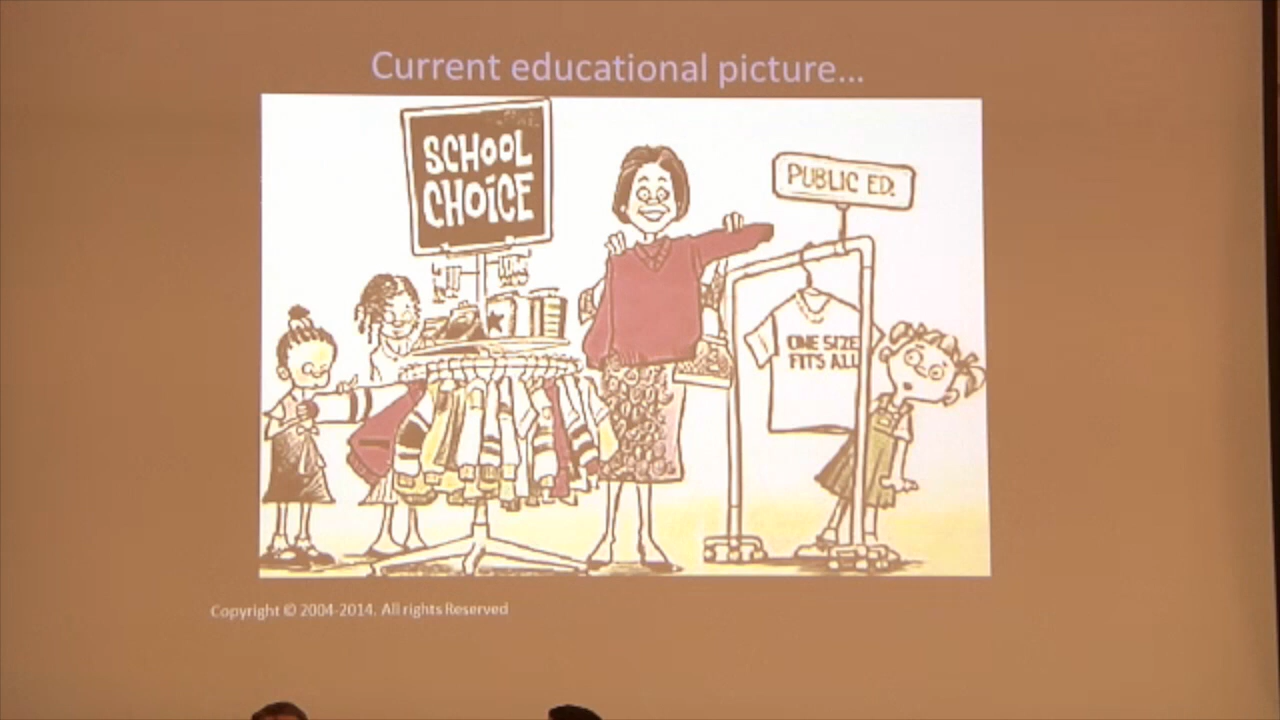 Current educational picture...
SCHOOL
CHOICE
PUBLIC ED.
ONE SIZE
FITS ALL
Copyright © 2004-2014. All rights Reserved